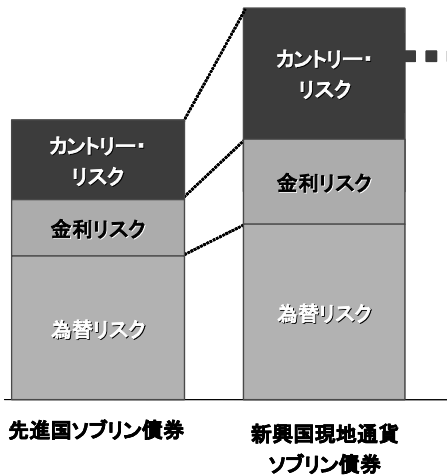 カントリー・
リスク
金利リスク
為替リスク
先進国ソブリン債券
カントリー・
リスク
金利リスク
為替リスク
新興国現地通貨
ソブリン債券